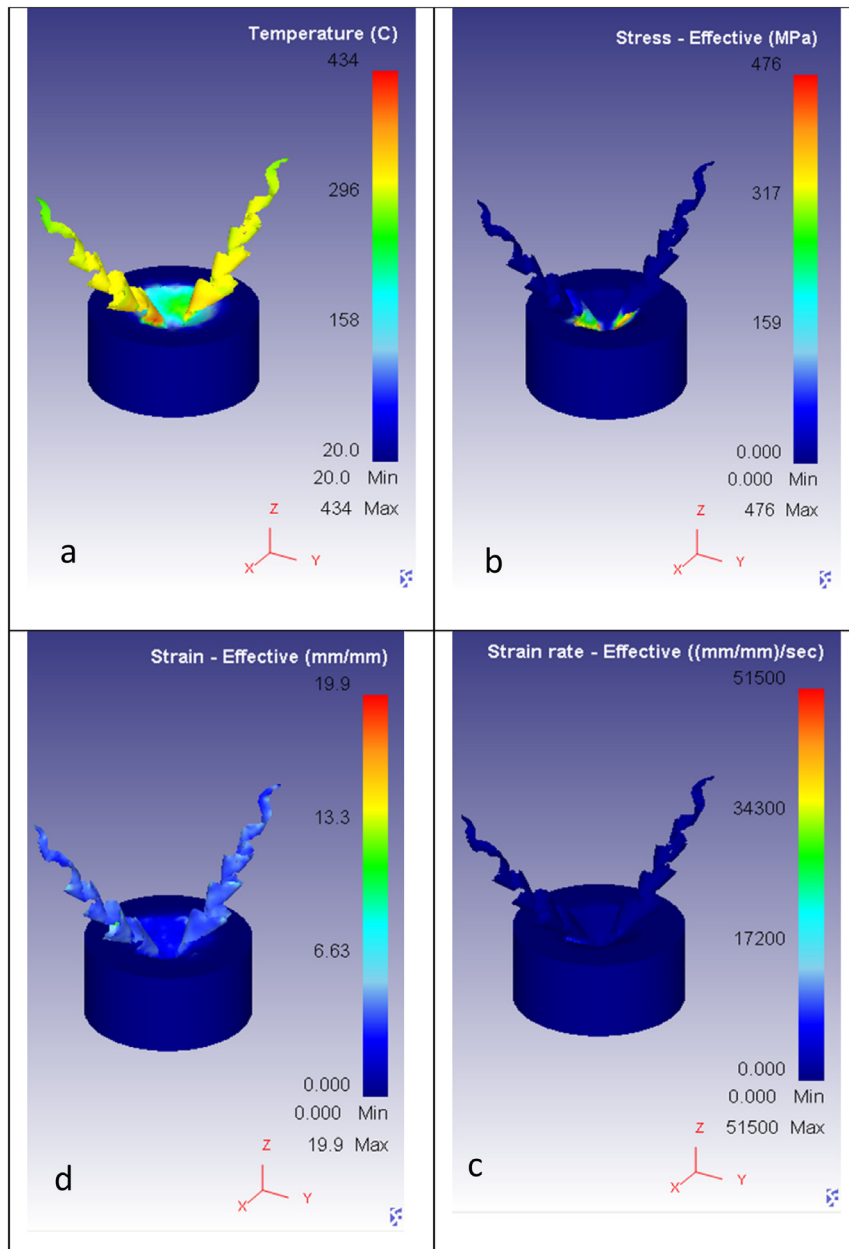 Temperature (C)
434
296
158
20.0
20.0 Min
434 Max
Z
X
Y
a
Stress - Effective (MPa)
476
317
159
0.000
0.000 Min
476 Max
Z
X
Y
b
Strain - Effective (mm/mm)
19.9
13.3
6.63
0.000
0.000 Min
19.9 Max
Z
X
Y
d
Strain rate - Effective ((mm/mm)/sec)
51500
34300
17200
0.000
0.000 Min
51500 Max
Z
X
Y
c